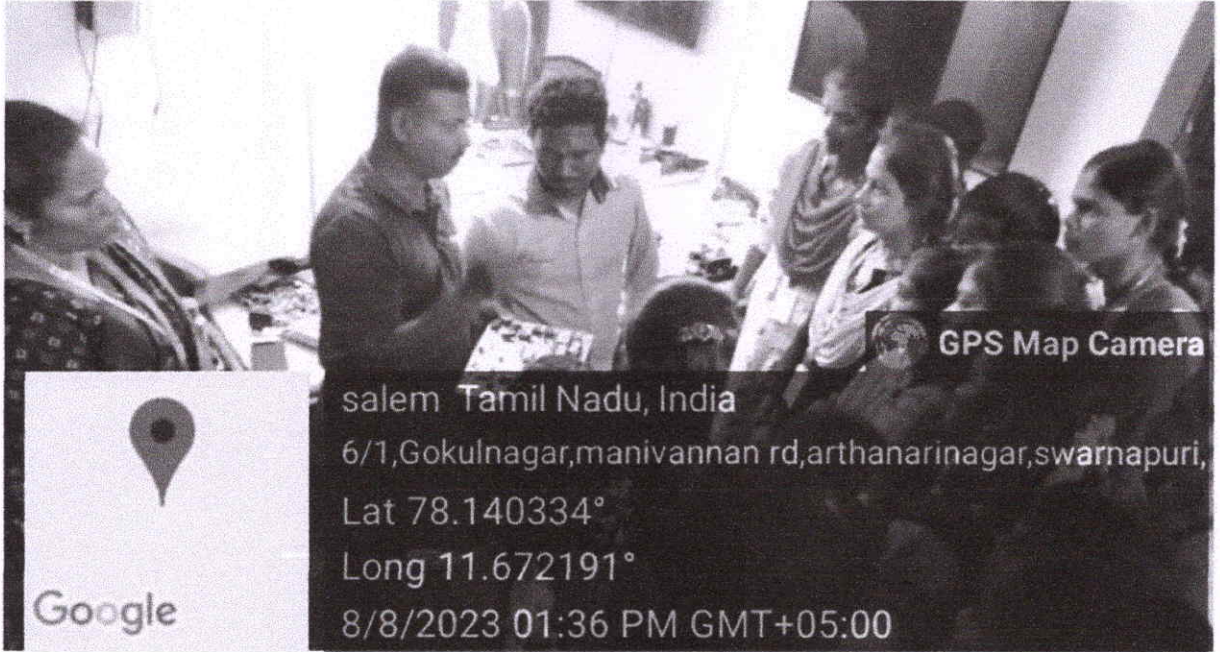 GPS Map Camera
salem Tamil Nadu, India
6/1,Gokulnagar,manivannan rd,arthanarinagar,swarnapuri,
Lat 78.140334°
Long 11.672191°
8/8/2023 01:36 PM GMT+05:00
Google